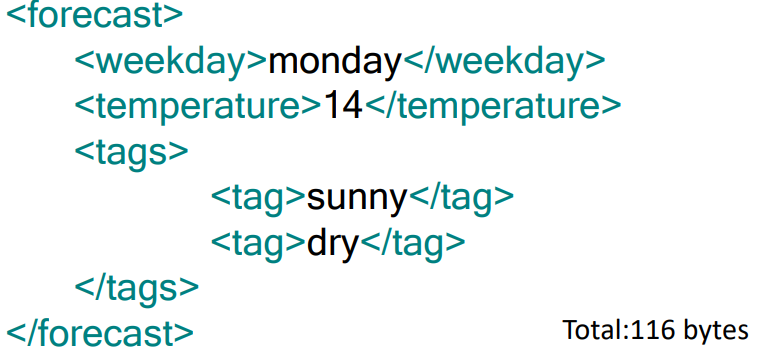 <forecast>
<weekday>monday</weekday>
<temperature>14</temperature>
<tags>
<tag>sunny</tag>
<tag>dry</tag>
</tags>
</forecast>
Total:116 bytes